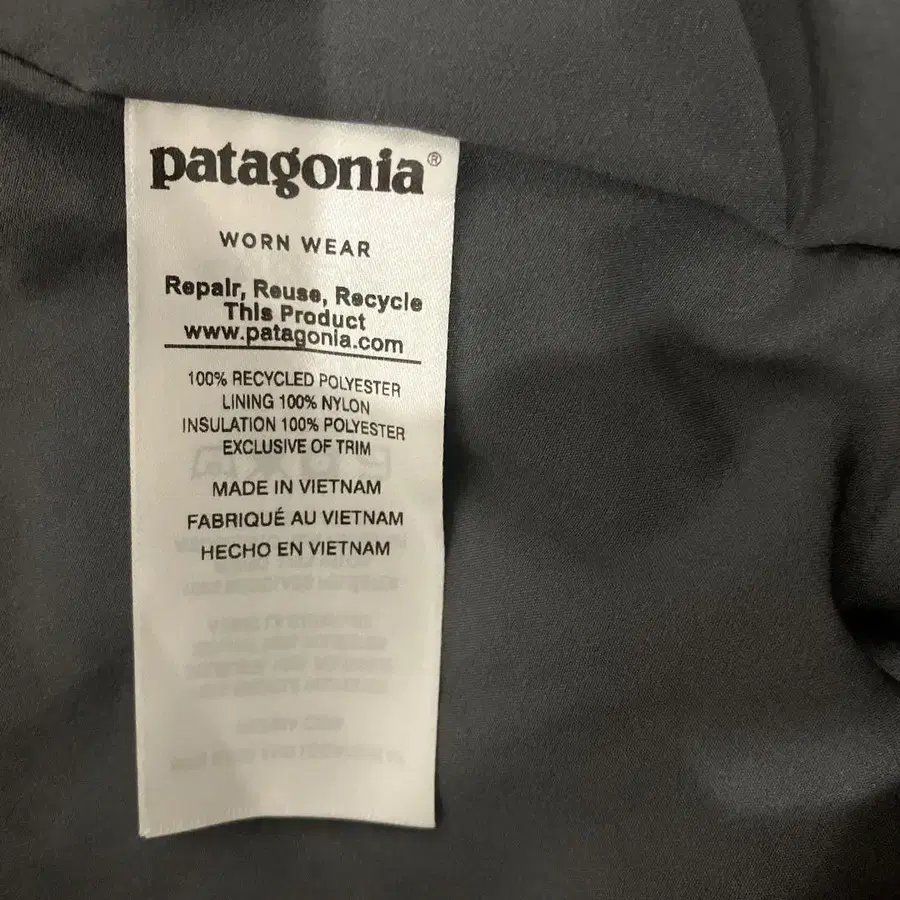 patagonia®
WORN WEAR
Repair, Reuse, Recycle
This Product
www.patagonia.com
100% RECYCLED POLYESTER
LINING 100% NYLON
INSULATION 100% POLYESTER
EXCLUSIVE OF TRIM
MADE IN VIETNAM
FABRIQUÉ AU VIETNAM
HECHO EN VIETNAM